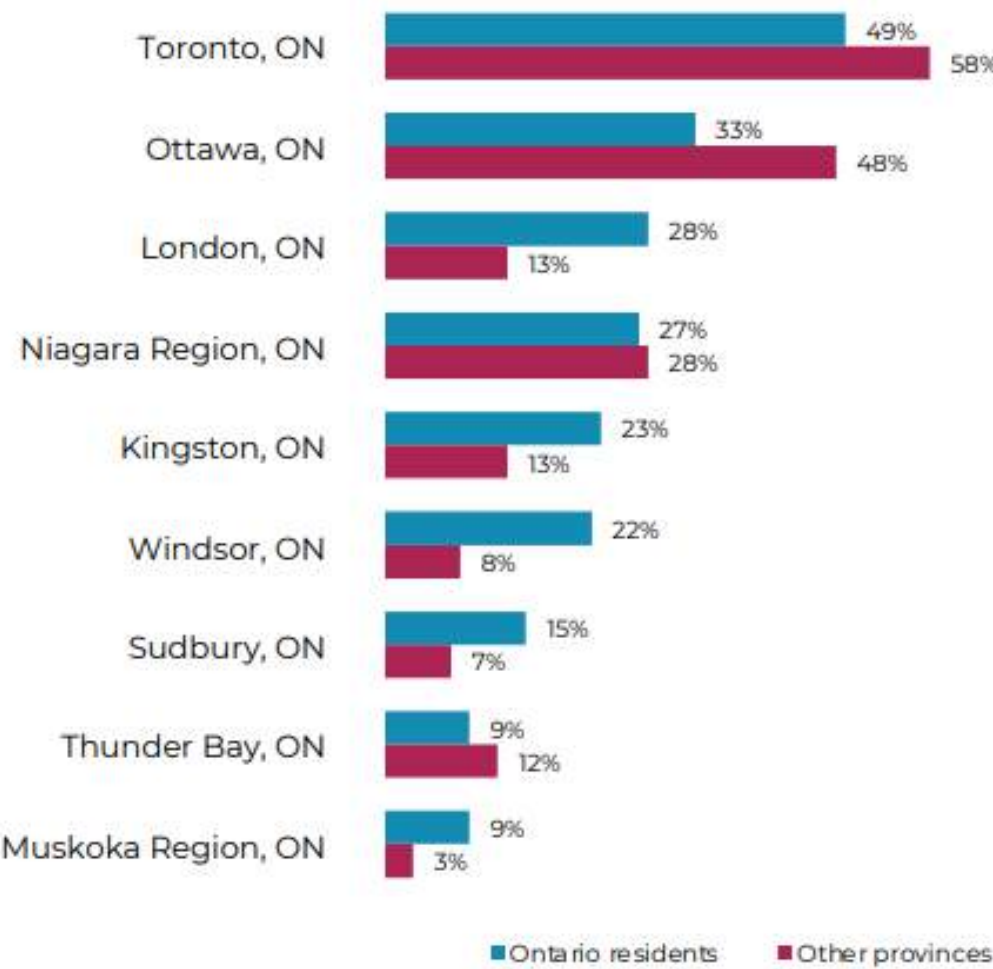 Toronto, ON
49%
58%
Ottawa, ON
33%
48%
London, ON
28%
13%
Niagara Region, ON
27%
28%
Kingston, ON
23%
13%
Windsor, ON
22%
8%
Sudbury, ON
15%
7%
Thunder Bay, ON
9%
12%
Muskoka Region, ON
9%
3%
Ontario residents
Other provinces